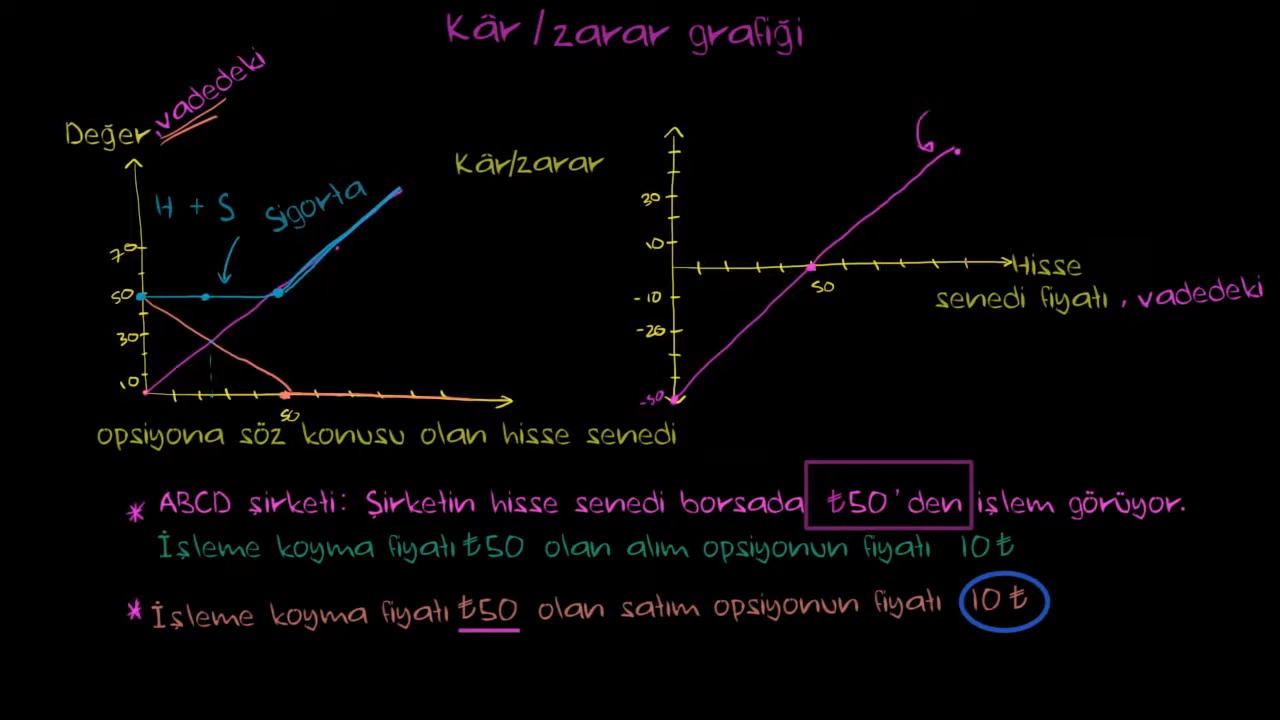 Kâr/zarar grafiği
Değer, vadedeki
H + S sigorta
70
50
30
10
50
opsiyona söz konusu olan hisse senedi
Kâr/zarar
30
10
-10
-20
-50
50
Hisse
senedi fiyatı, vadedeki
* ABCD şirketi: Şirketin hisse senedi borsada ₺50'den işlem görüyor.
İşleme koyma fiyatı ₺50 olan alım opsiyonun fiyatı 10₺
* İşleme koyma fiyatı ₺50 olan satım opsiyonun fiyatı 10₺